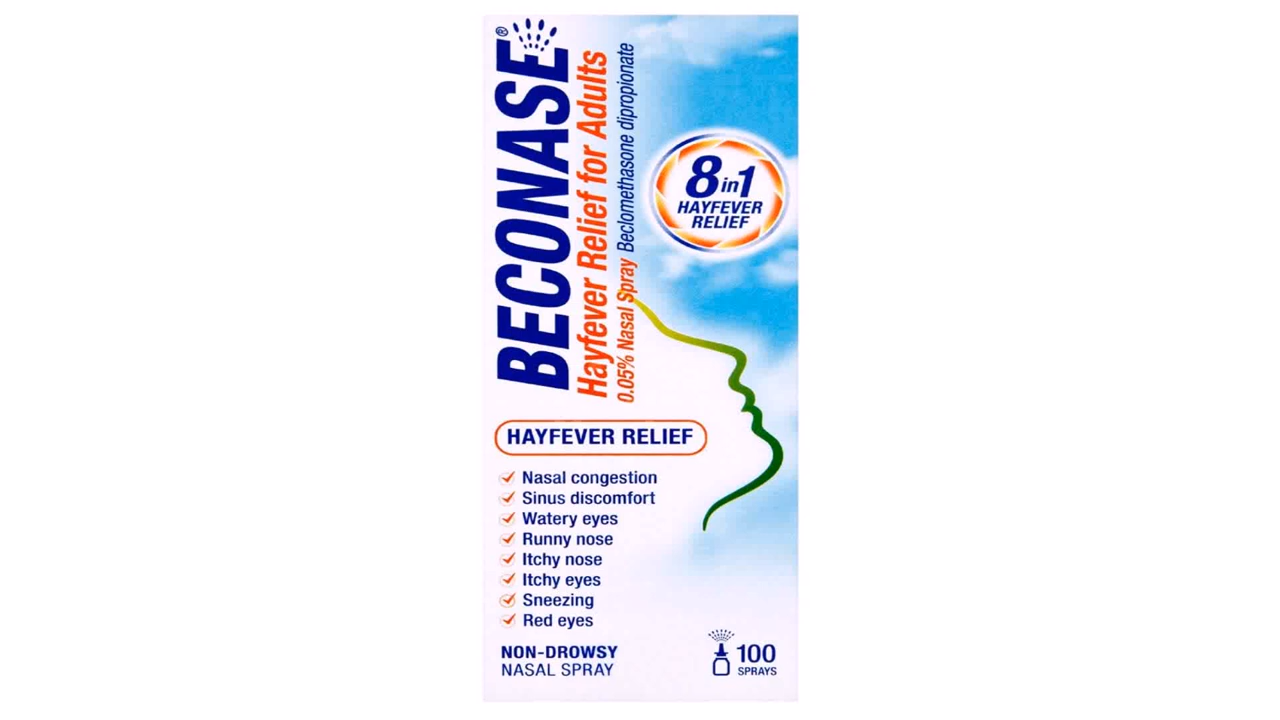 BECONASE®
Hayfever Relief for Adults
0.05% Nasal Spray Beclomethasone dipropionate
8 in 1
HAYFEVER
RELIEF
HAYFEVER RELIEF
Nasal congestion
Sinus discomfort
Watery eyes
Runny nose
Itchy nose
Itchy eyes
Sneezing
Red eyes
NON-DROWSY
NASAL SPRAY
100
SPRAYS